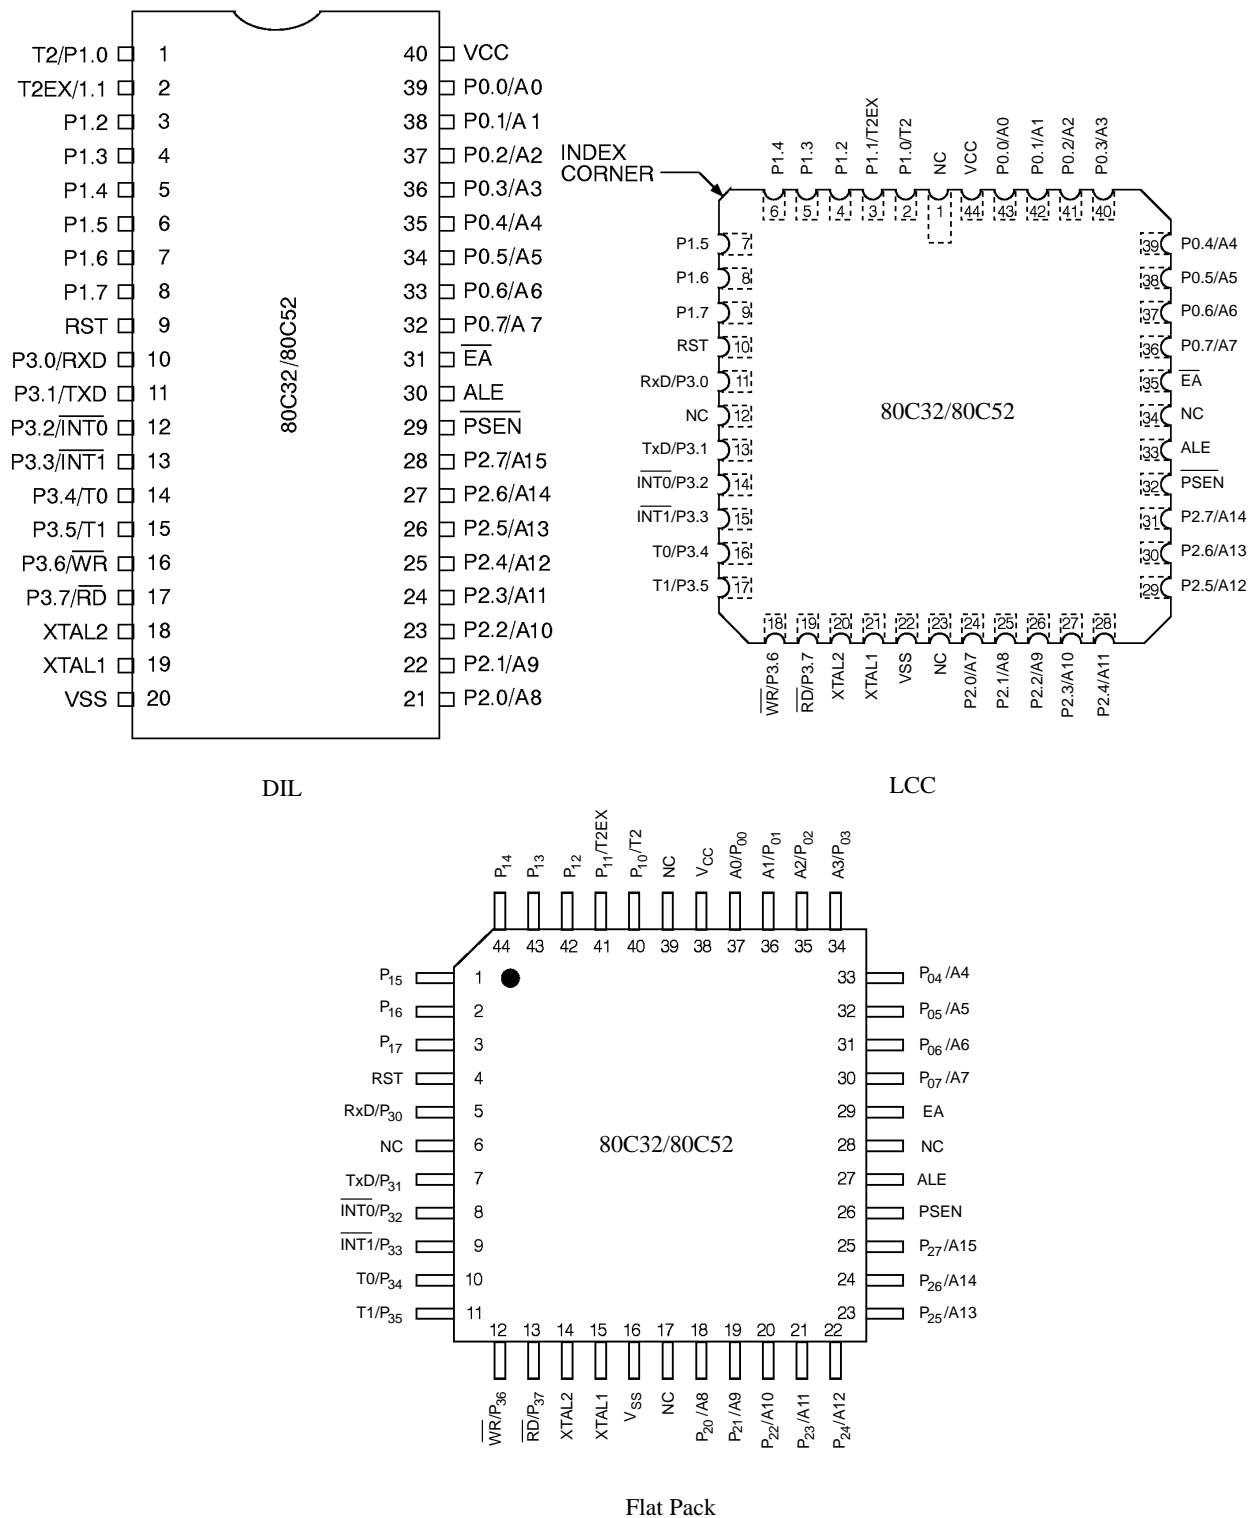 T2/P1.0 1 40 VCC
T2EX/1.1 2 39 P0.0/A0
P1.2 3 38 P0.1/A1
P1.3 4 37 P0.2/A2
P1.4 5 36 P0.3/A3
P1.5 6 35 P0.4/A4
P1.6 7 34 P0.5/A5
P1.7 8 33 P0.6/A6
RST 9 32 P0.7/A7
P3.0/RXD 10 31 EA
P3.1/TXD 11 30 ALE
P3.2/INT0 12 29 PSEN
P3.3/INT1 13 28 P2.7/A15
P3.4/T0 14 27 P2.6/A14
P3.5/T1 15 26 P2.5/A13
P3.6/WR 16 25 P2.4/A12
P3.7/RD 17 24 P2.3/A11
XTAL2 18 23 P2.2/A10
XTAL1 19 22 P2.1/A9
VSS 20 21 P2.0/A8
80C32/80C52
DIL
INDEX
CORNER
P1.4 P1.3 P1.2 P1.1/T2EX P1.0/T2 NC VCC P0.0/A0 P0.1/A1 P0.2/A2 P0.3/A3
6 5 4 3 2 1 44 43 42 41 40
P1.5 7 39 P0.4/A4
P1.6 8 38 P0.5/A5
P1.7 9 37 P0.6/A6
RST 10 36 P0.7/A7
RxD/P3.0 11 35 EA
NC 12 34 NC
TxD/P3.1 13 33 ALE
INT0/P3.2 14 32 PSEN
INT1/P3.3 15 31 P2.7/A14
T0/P3.4 16 30 P2.6/A13
T1/P3.5 17 29 P2.5/A12
80C32/80C52
18 19 20 21 22 23 24 25 26 27 28
WR/P3.6 RD/P3.7 XTAL2 XTAL1 VSS NC P2.0/A7 P2.1/A8 P2.2/A9 P2.3/A10 P2.4/A11
LCC
P14 P13 P12 P11/T2EX P10/T2 NC VCC A0/P00 A1/P01 A2/P02 A3/P03
44 43 42 41 40 39 38 37 36 35 34
P15 1 33 P04/A4
P16 2 32 P05/A5
P17 3 31 P06/A6
RST 4 30 P07/A7
RxD/P30 5 29 EA
NC 6 28 NC
TxD/P31 7 27 ALE
INT0/P32 8 26 PSEN
INT1/P33 9 25 P27/A15
T0/P34 10 24 P26/A14
T1/P35 11 23 P25/A13
80C32/80C52
12 13 14 15 16 17 18 19 20 21 22
WR/P36 RD/P37 XTAL2 XTAL1 VSS NC P20/A8 P21/A9 P22/A10 P23/A11 P24/A12
Flat Pack